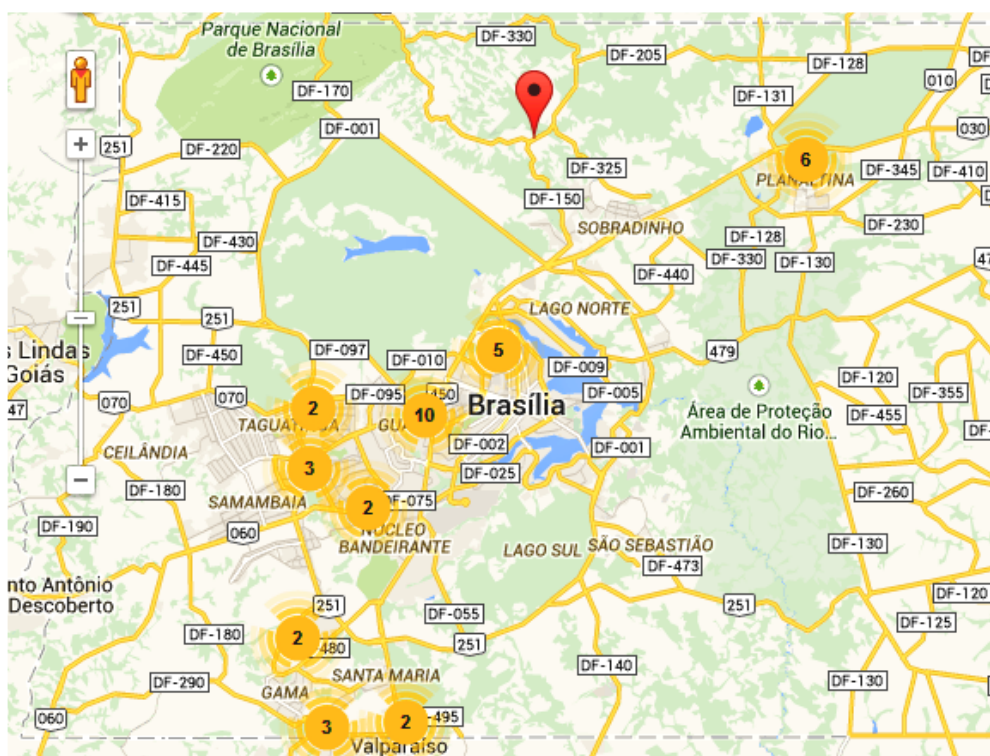 Parque Nacional
de Brasília
DF-330
DF-205
DF-128
DF-170
DF-131
010
DF-001
030
251
DF-220
6
DF-345
DF-410
DF-325
PLANALTINA
DF-415
DF-150
DF-230
SOBRADINHO
DF-430
DF-128
DF-445
DF-330
DF-130
DF-440
251
LAGO NORTE
251
s Lindas
Goiás
DF-450
DF-097
5
479
DF-010
DF-009
DF-120
DF-095
450
DF-005
DF-355
47
070
070
2
10
Brasília
Área de Proteção
Ambiental do Rio...
DF-455
DF-002
DF-001
CEILÂNDIA
3
DF-025
DF-180
SAMAMBAIA
DF-075
DF-260
2
DF-190
060
NÚCLEO
BANDEIRANTE
LAGO SUL
SÃO SEBASTIÃO
DF-130
DF-473
nto Antônio
Descoberto
251
DF-055
251
DF-120
DF-180
2
480
251
DF-125
DF-140
SANTA MARIA
DF-290
GAMA
DF-130
060
3
2
-495
Valparaíso